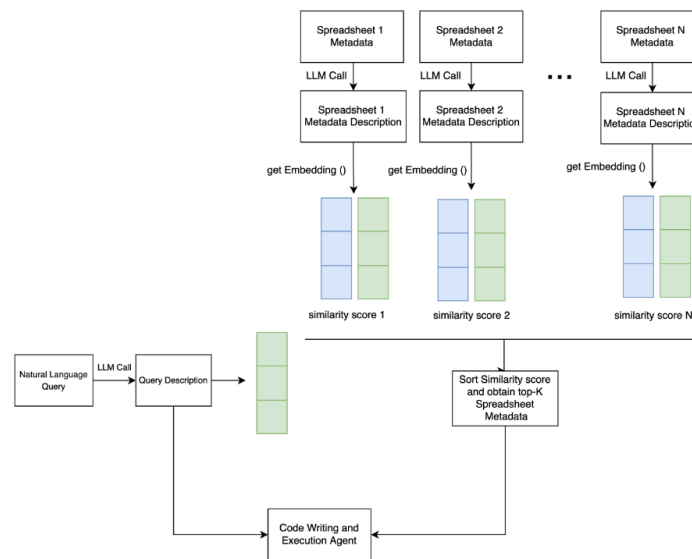 Spreadsheet 1
Metadata
Spreadsheet 2
Metadata
Spreadsheet N
Metadata
LLM Call
LLM Call
LLM Call
...
Spreadsheet 1
Metadata Description
Spreadsheet 2
Metadata Description
Spreadsheet N
Metadata Description
get Embedding ()
get Embedding ()
get Embedding ()
similarity score 1
similarity score 2
similarity score N
Natural Language
Query
LLM Call
Query Description
Sort Similarity score
and obtain top-K
Spreadsheet
Metadata
Code Writing and
Execution Agent